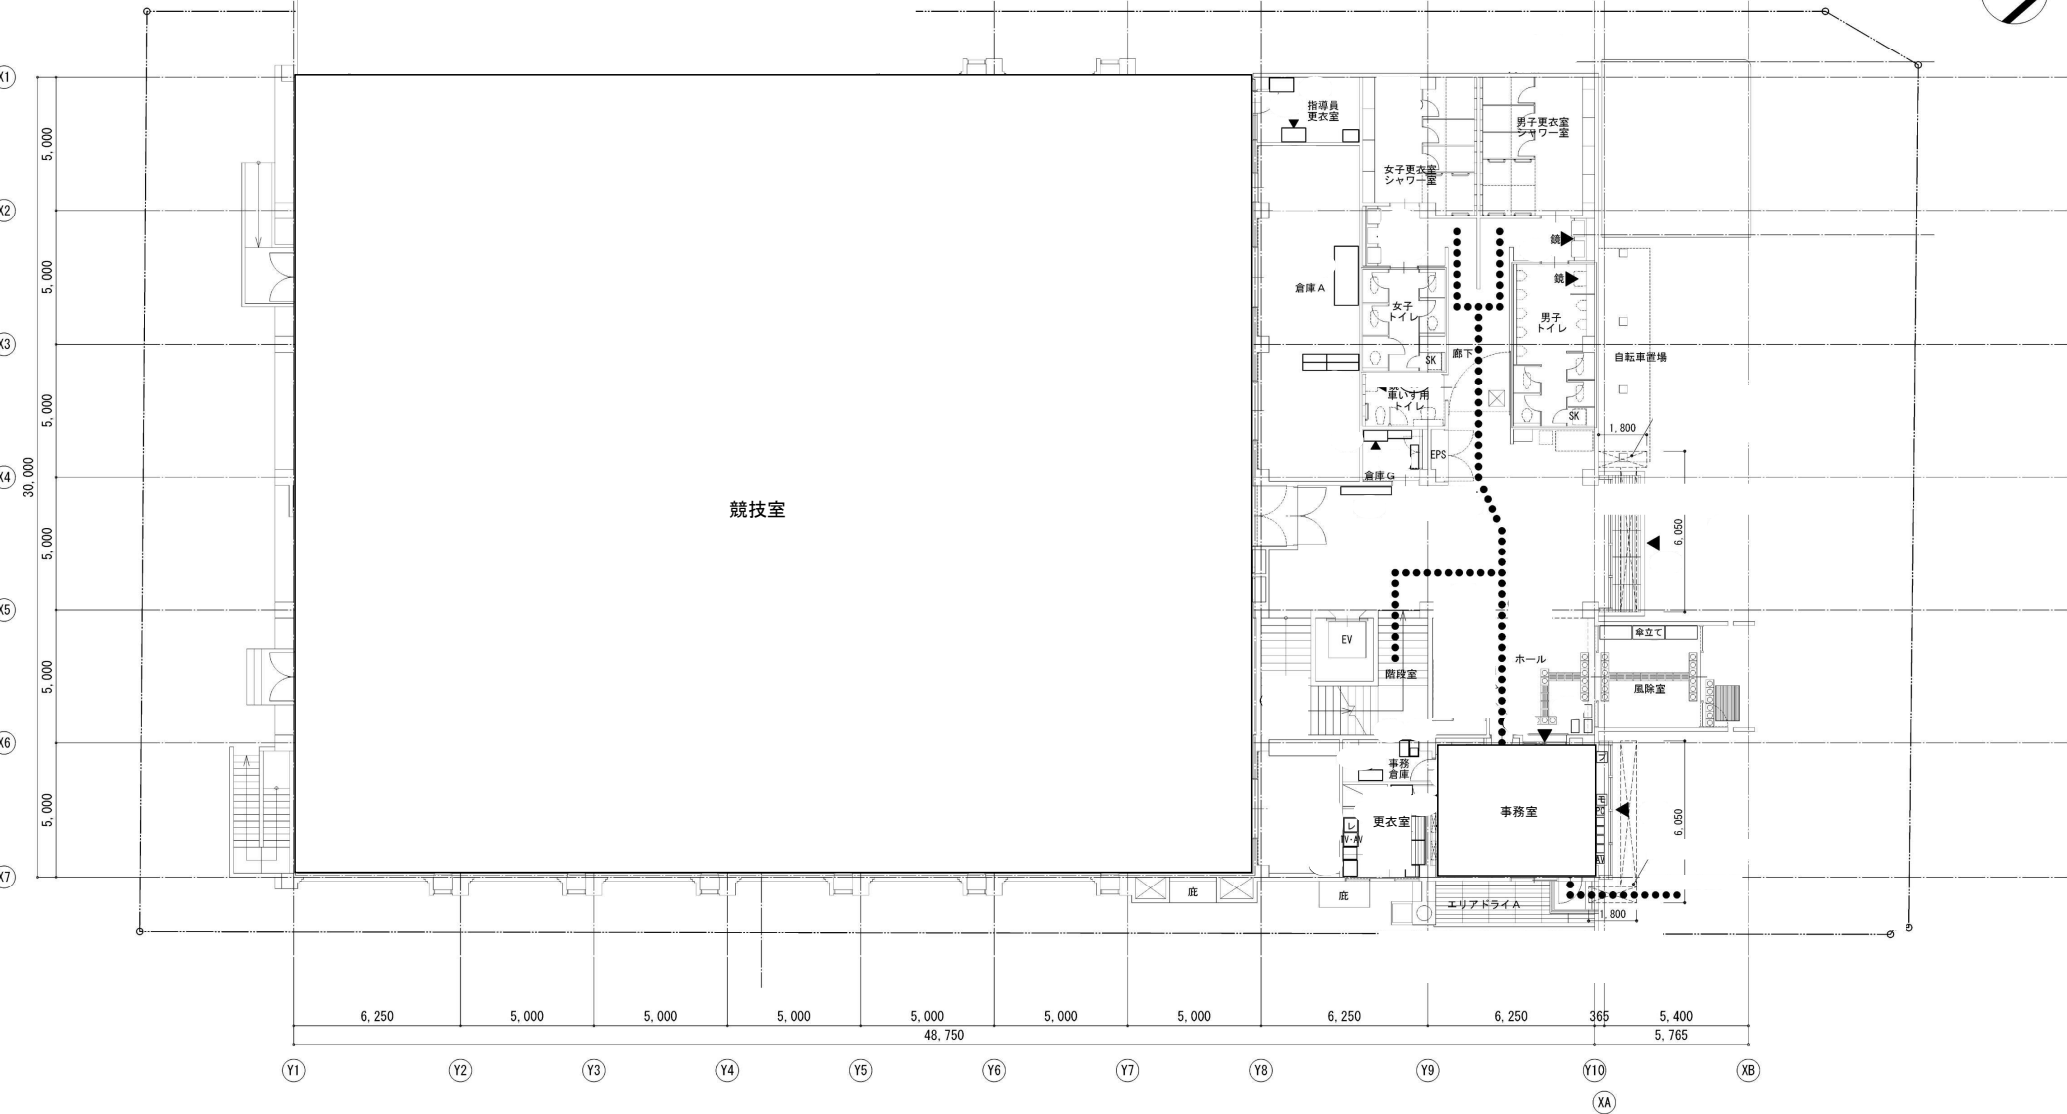 X1
X2
X3
X4
X5
X6
X7
5,000
5,000
5,000
5,000
5,000
5,000
30,000
競技室
指導員
更衣室
男子更衣室
シャワー室
女子更衣室
シャワー室
鏡
鏡
倉庫A
女子
トイレ
男子
トイレ
SK
廊下
自転車置場
車いす用
トイレ
SK
1,800
EPS
倉庫G
6,050
EV
傘立て
ホール
階段室
風除室
事務
倉庫
プ
モ
PC
事務室
更衣室
レ
TV・AV
AV
6,050
庇
庇
エリアドライA
1,800
6,250
5,000
5,000
5,000
5,000
5,000
5,000
6,250
6,250
365
5,400
48,750
5,765
Y1
Y2
Y3
Y4
Y5
Y6
Y7
Y8
Y9
Y10
XB
XA